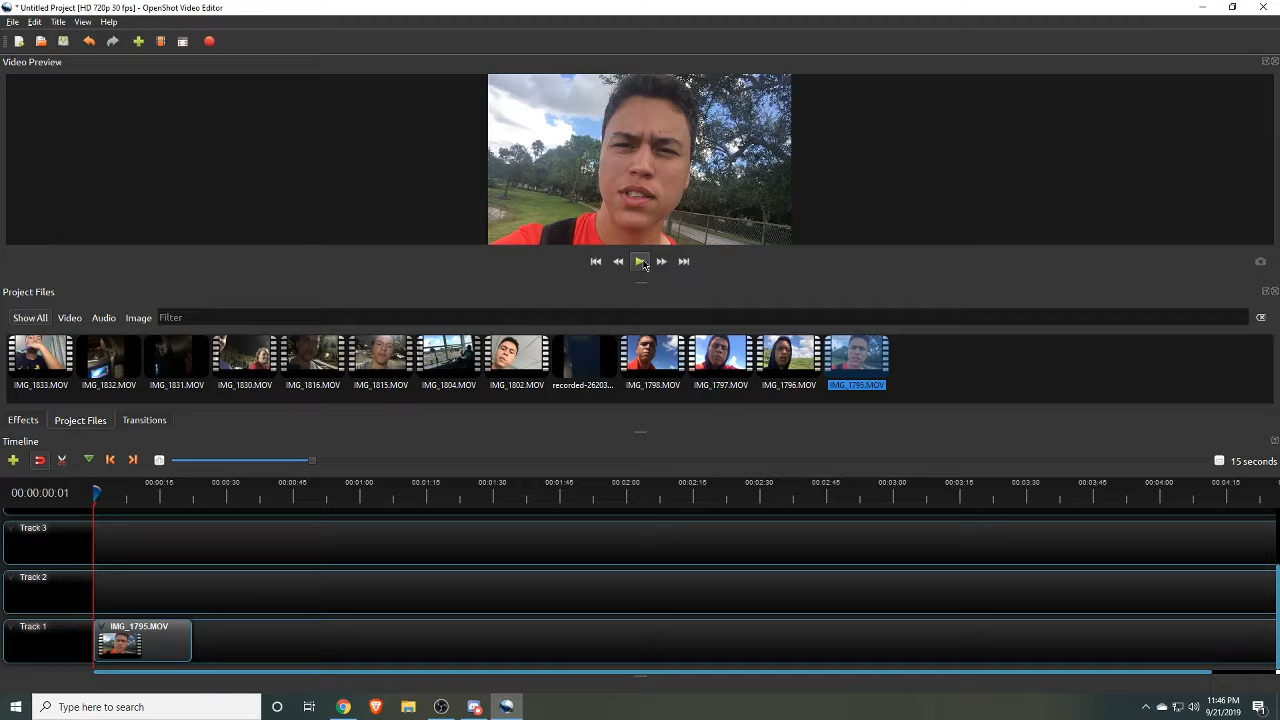 * Untitled Project [HD 720p 30 fps] - OpenShot Video Editor
File Edit Title View Help
Video Preview
Project Files
Show All Video Audio Image Filter
IMG_1833.MOV IMG_1832.MOV IMG_1831.MOV IMG_1830.MOV IMG_1816.MOV IMG_1815.MOV IMG_1804.MOV IMG_1802.MOV recorded-26203... IMG_1798.MOV IMG_1797.MOV IMG_1796.MOV IMG_1795.MOV
Effects Project Files Transitions
Timeline
15 seconds
00:00:00:01 00:00:15 00:00:30 00:00:45 00:01:00 00:01:15 00:01:30 00:01:45 00:02:00 00:02:15 00:02:30 00:02:45 00:03:00 00:03:15 00:03:30 00:03:45 00:04:00 00:04:15
Track 3
Track 2
Track 1 IMG_1795.MOV
Type here to search
11:46 PM
9/21/2019